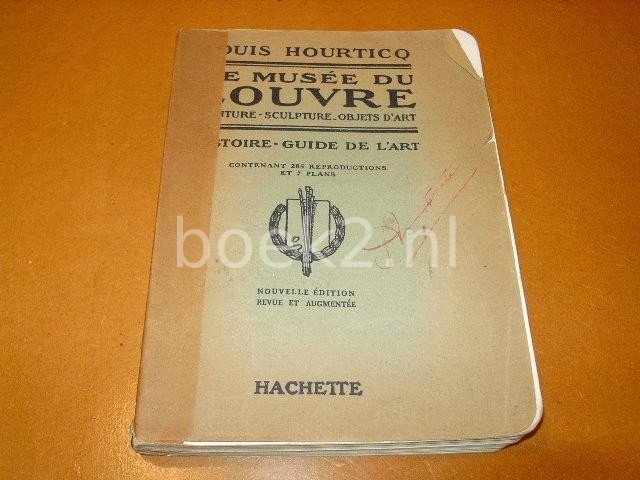 OUIS HOURTICQ
E MUSÉE DU
LOUVRE
NTURE - SCULPTURE - OBJETS D'ART
STOIRE - GUIDE DE L'ART
CONTENANT 285 REPRODUCTIONS
ET 7 PLANS
boek2.nl
NOUVELLE ÉDITION
REVUE ET AUGMENTÉE
HACHETTE